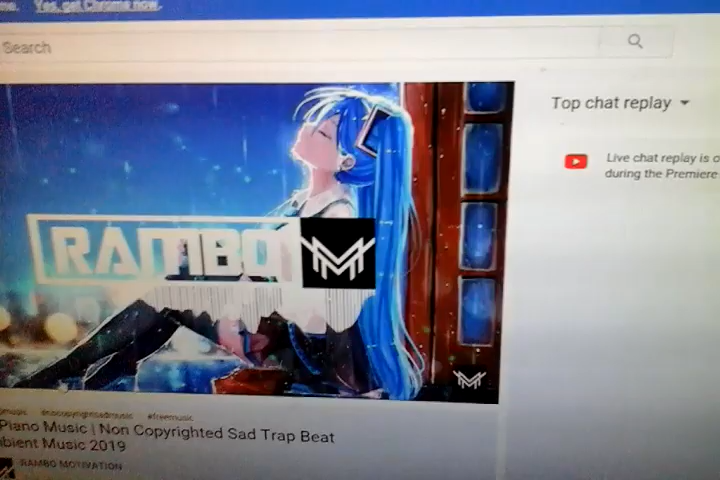 me. Yes, get Chrome now.
Search
Top chat replay
Live chat replay is o
during the Premiere
RAMBO
#freemusic
Piano Music | Non Copyrighted Sad Trap Beat
bient Music 2019
RAMBO MOTIVATION